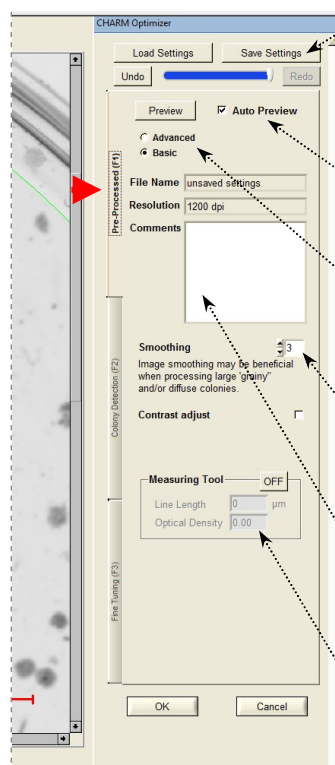 CHARM Optimizer
Load Settings Save Settings
Undo Redo
Preview Auto Preview
Advanced
Basic
Pre-Processed (F1)
File Name unsaved settings
Resolution 1200 dpi
Comments
Smoothing 3
Image smoothing may be beneficial
when processing large "grainy"
and/or diffuse colonies.
Colony Detection (F2)
Contrast adjust
Measuring Tool OFF
Line Length 0 µm
Optical Density 0.00
Fine Tuning (F3)
OK Cancel